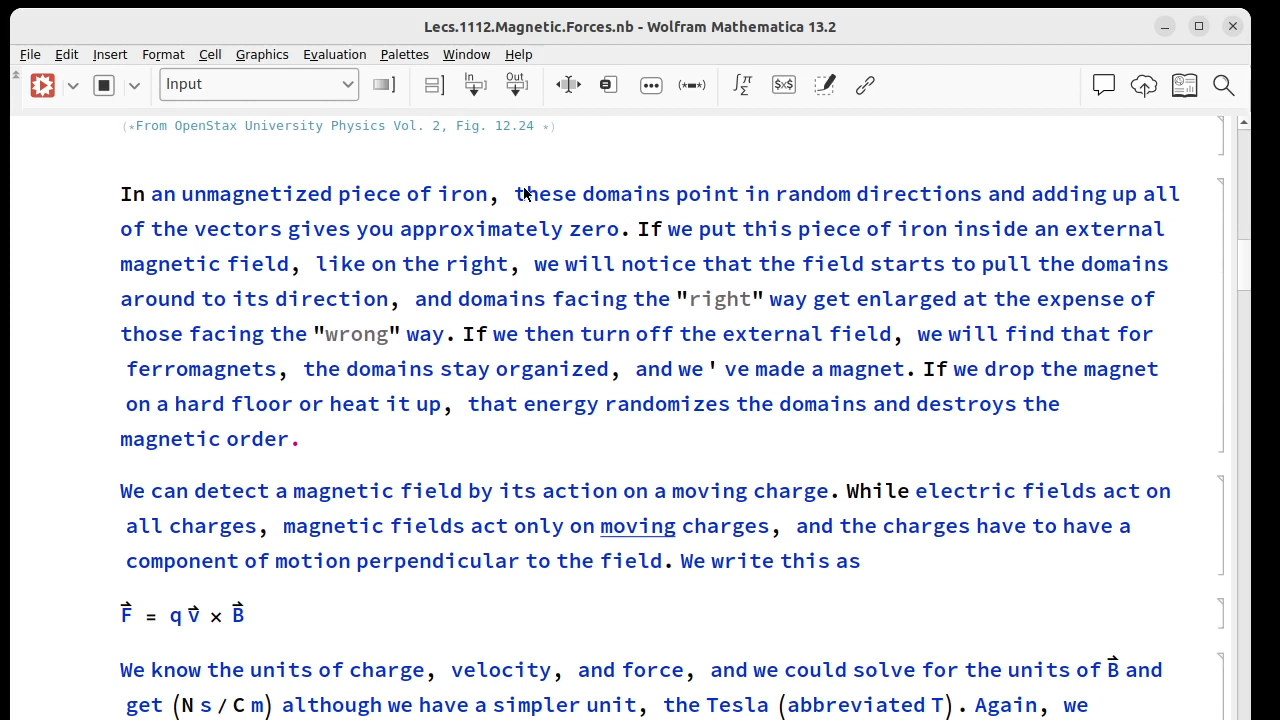 Lecs.1112.Magnetic.Forces.nb - Wolfram Mathematica 13.2
File Edit Insert Format Cell Graphics Evaluation Palettes Window Help
Input
In
Out
(*From OpenStax University Physics Vol. 2, Fig. 12.24 *)
In an unmagnetized piece of iron, these domains point in random directions and adding up all
of the vectors gives you approximately zero. If we put this piece of iron inside an external
magnetic field, like on the right, we will notice that the field starts to pull the domains
around to its direction, and domains facing the "right" way get enlarged at the expense of
those facing the "wrong" way. If we then turn off the external field, we will find that for
ferromagnets, the domains stay organized, and we ' ve made a magnet. If we drop the magnet
on a hard floor or heat it up, that energy randomizes the domains and destroys the
magnetic order.
We can detect a magnetic field by its action on a moving charge. While electric fields act on
all charges, magnetic fields act only on moving charges, and the charges have to have a
component of motion perpendicular to the field. We write this as
F⃗ = q v⃗ × B⃗
We know the units of charge, velocity, and force, and we could solve for the units of B⃗ and
get (N s / C m) although we have a simpler unit, the Tesla (abbreviated T). Again, we